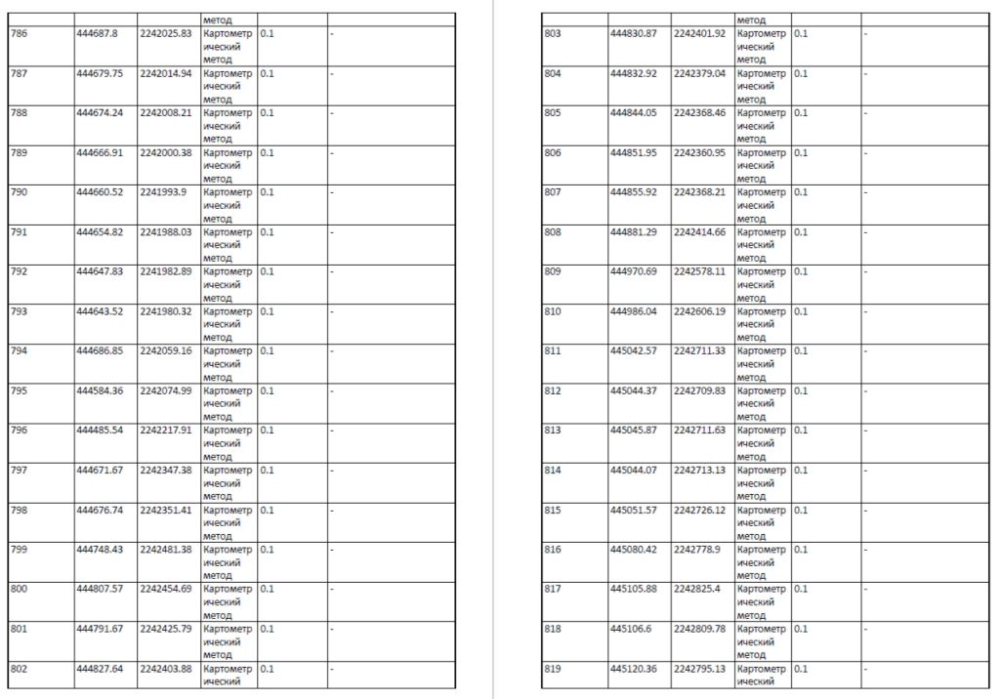 метод
786 444687.8 2242025.83 Картометр 0.1 -
ический
метод
787 444679.75 2242014.94 Картометр 0.1 -
ический
метод
788 444674.24 2242008.21 Картометр 0.1 -
ический
метод
789 444666.91 2242000.38 Картометр 0.1 -
ический
метод
790 444660.52 2241993.9 Картометр 0.1 -
ический
метод
791 444654.82 2241988.03 Картометр 0.1 -
ический
метод
792 444647.83 2241982.89 Картометр 0.1 -
ический
метод
793 444643.52 2241980.32 Картометр 0.1 -
ический
метод
794 444686.85 2242059.16 Картометр 0.1 -
ический
метод
795 444584.36 2242074.99 Картометр 0.1 -
ический
метод
796 444485.54 2242217.91 Картометр 0.1 -
ический
метод
797 444671.67 2242347.38 Картометр 0.1 -
ический
метод
798 444676.74 2242351.41 Картометр 0.1 -
ический
метод
799 444748.43 2242481.38 Картометр 0.1 -
ический
метод
800 444807.57 2242454.69 Картометр 0.1 -
ический
метод
801 444791.67 2242425.79 Картометр 0.1 -
ический
метод
802 444827.64 2242403.88 Картометр 0.1 -
ический
метод
803 444830.87 2242401.92 Картометр 0.1 -
ический
метод
804 444832.92 2242379.04 Картометр 0.1 -
ический
метод
805 444844.05 2242368.46 Картометр 0.1 -
ический
метод
806 444851.95 2242360.95 Картометр 0.1 -
ический
метод
807 444855.92 2242368.21 Картометр 0.1 -
ический
метод
808 444881.29 2242414.66 Картометр 0.1 -
ический
метод
809 444970.69 2242578.11 Картометр 0.1 -
ический
метод
810 444986.04 2242606.19 Картометр 0.1 -
ический
метод
811 445042.57 2242711.33 Картометр 0.1 -
ический
метод
812 445044.37 2242709.83 Картометр 0.1 -
ический
метод
813 445045.87 2242711.63 Картометр 0.1 -
ический
метод
814 445044.07 2242713.13 Картометр 0.1 -
ический
метод
815 445051.57 2242726.12 Картометр 0.1 -
ический
метод
816 445080.42 2242778.9 Картометр 0.1 -
ический
метод
817 445105.88 2242825.4 Картометр 0.1 -
ический
метод
818 445106.6 2242809.78 Картометр 0.1 -
ический
метод
819 445120.36 2242795.13 Картометр 0.1 -
ический